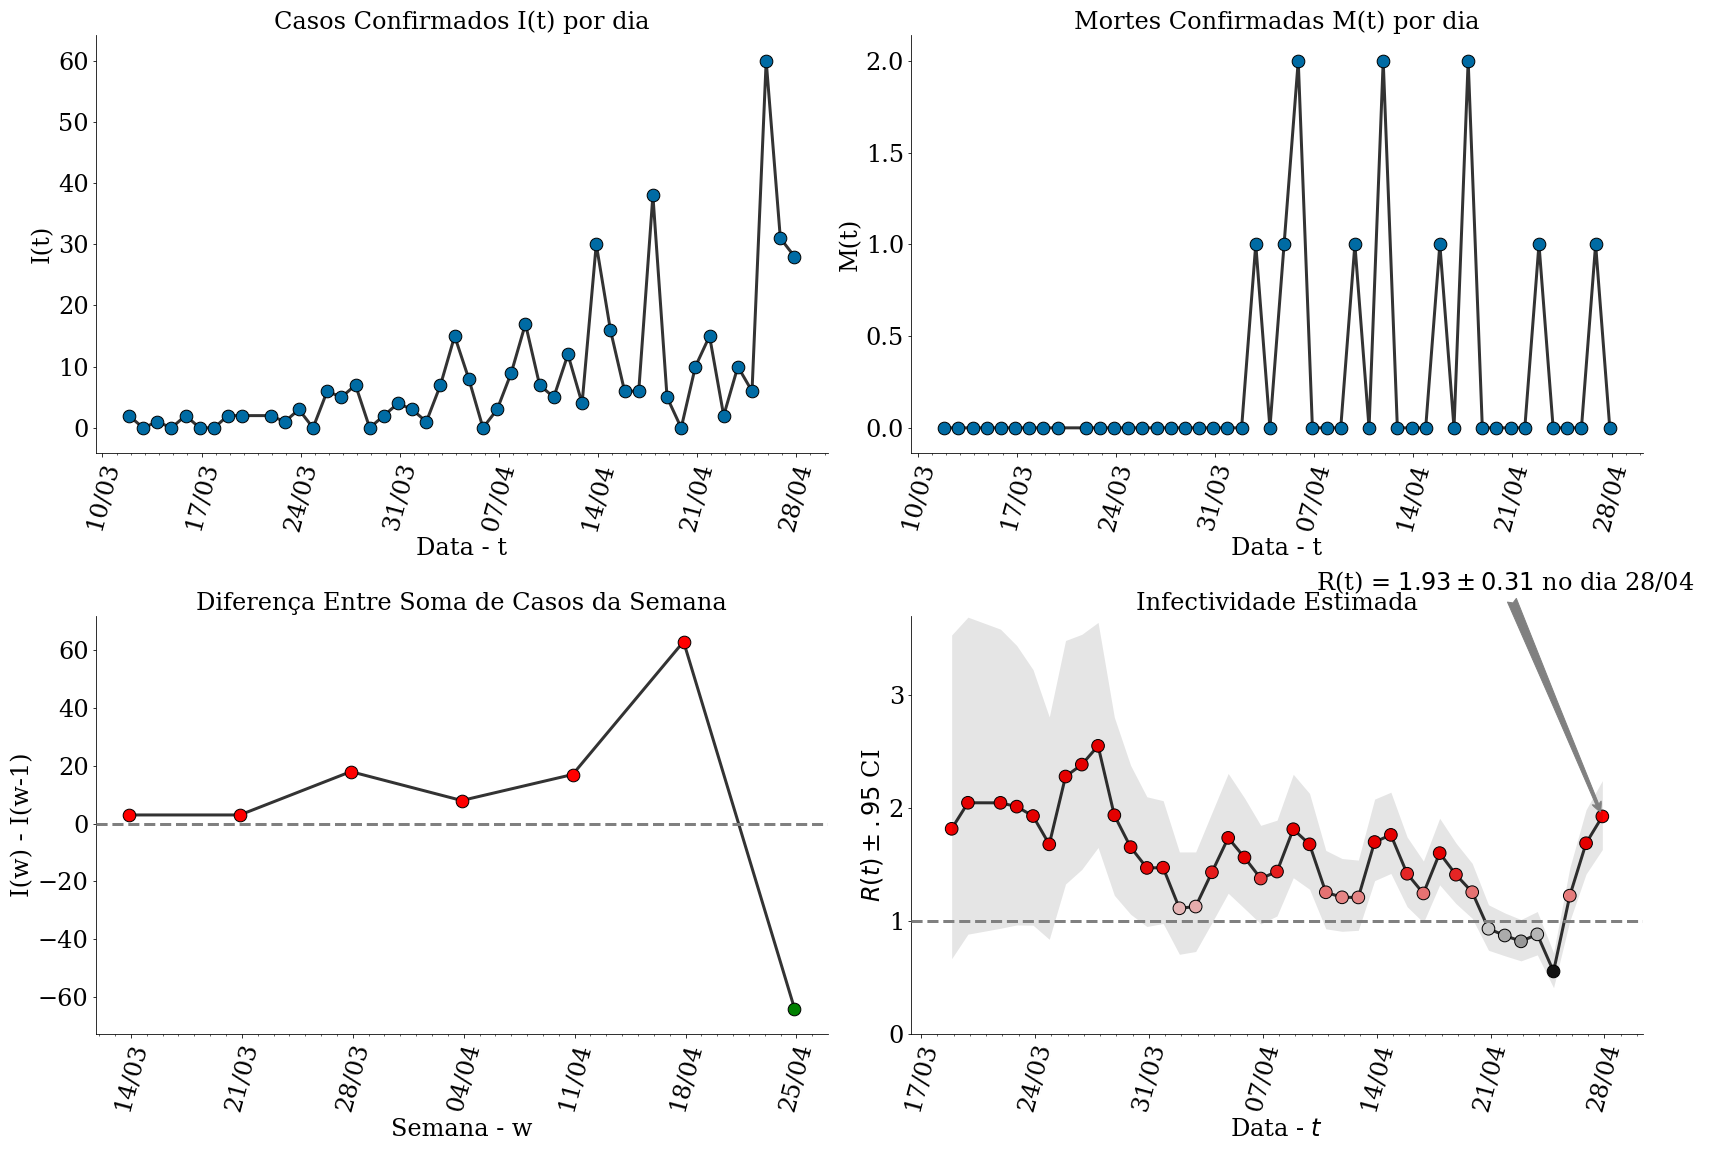 Casos Confirmados I(t) por dia
I(t)
60
50
40
30
20
10
0
10/03 17/03 24/03 31/03 07/04 14/04 21/04 28/04
Data - t
Mortes Confirmadas M(t) por dia
M(t)
2.0
1.5
1.0
0.5
0.0
10/03 17/03 24/03 31/03 07/04 14/04 21/04 28/04
Data - t
Diferença Entre Soma de Casos da Semana
I(w) - I(w-1)
60
40
20
0
−20
−40
−60
14/03 21/03 28/03 04/04 11/04 18/04 25/04
Semana - w
R(t) = 1.93 ± 0.31 no dia 28/04
Infectividade Estimada
R(t) ± .95 CI
3
2
1
0
17/03 24/03 31/03 07/04 14/04 21/04 28/04
Data - t